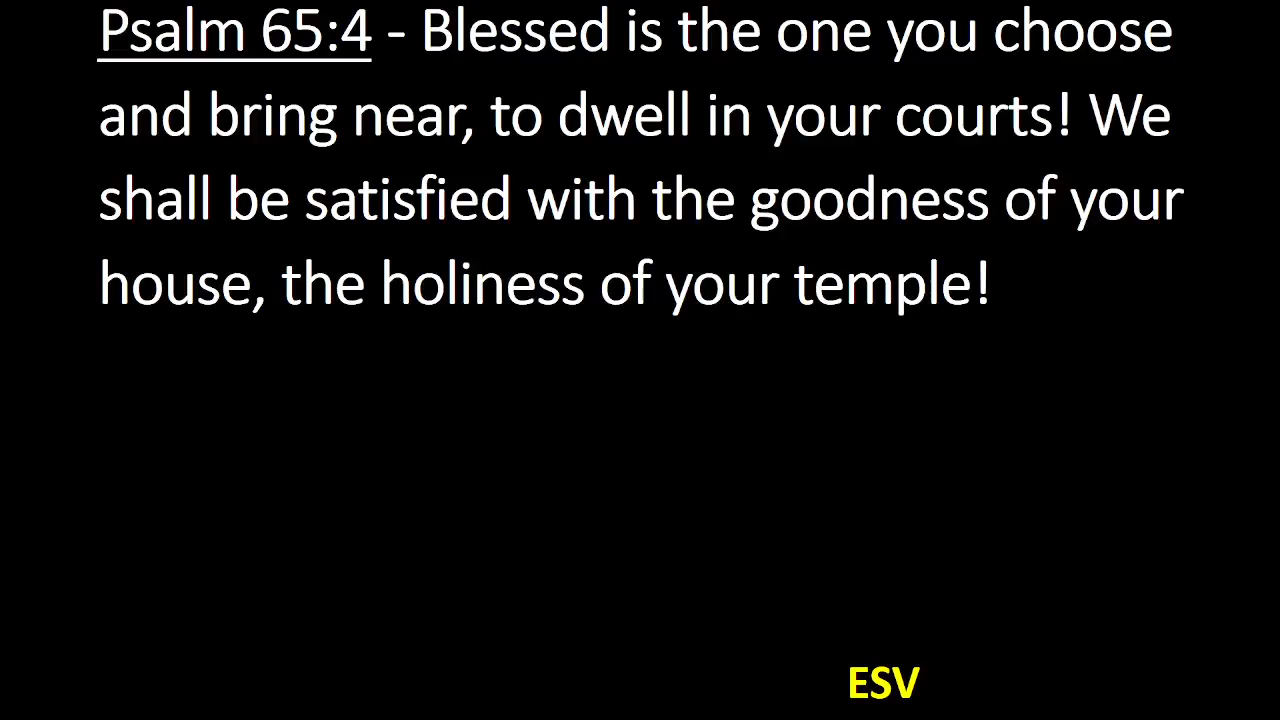 Psalm 65:4 - Blessed is the one you choose
and bring near, to dwell in your courts! We
shall be satisfied with the goodness of your
house, the holiness of your temple!
ESV